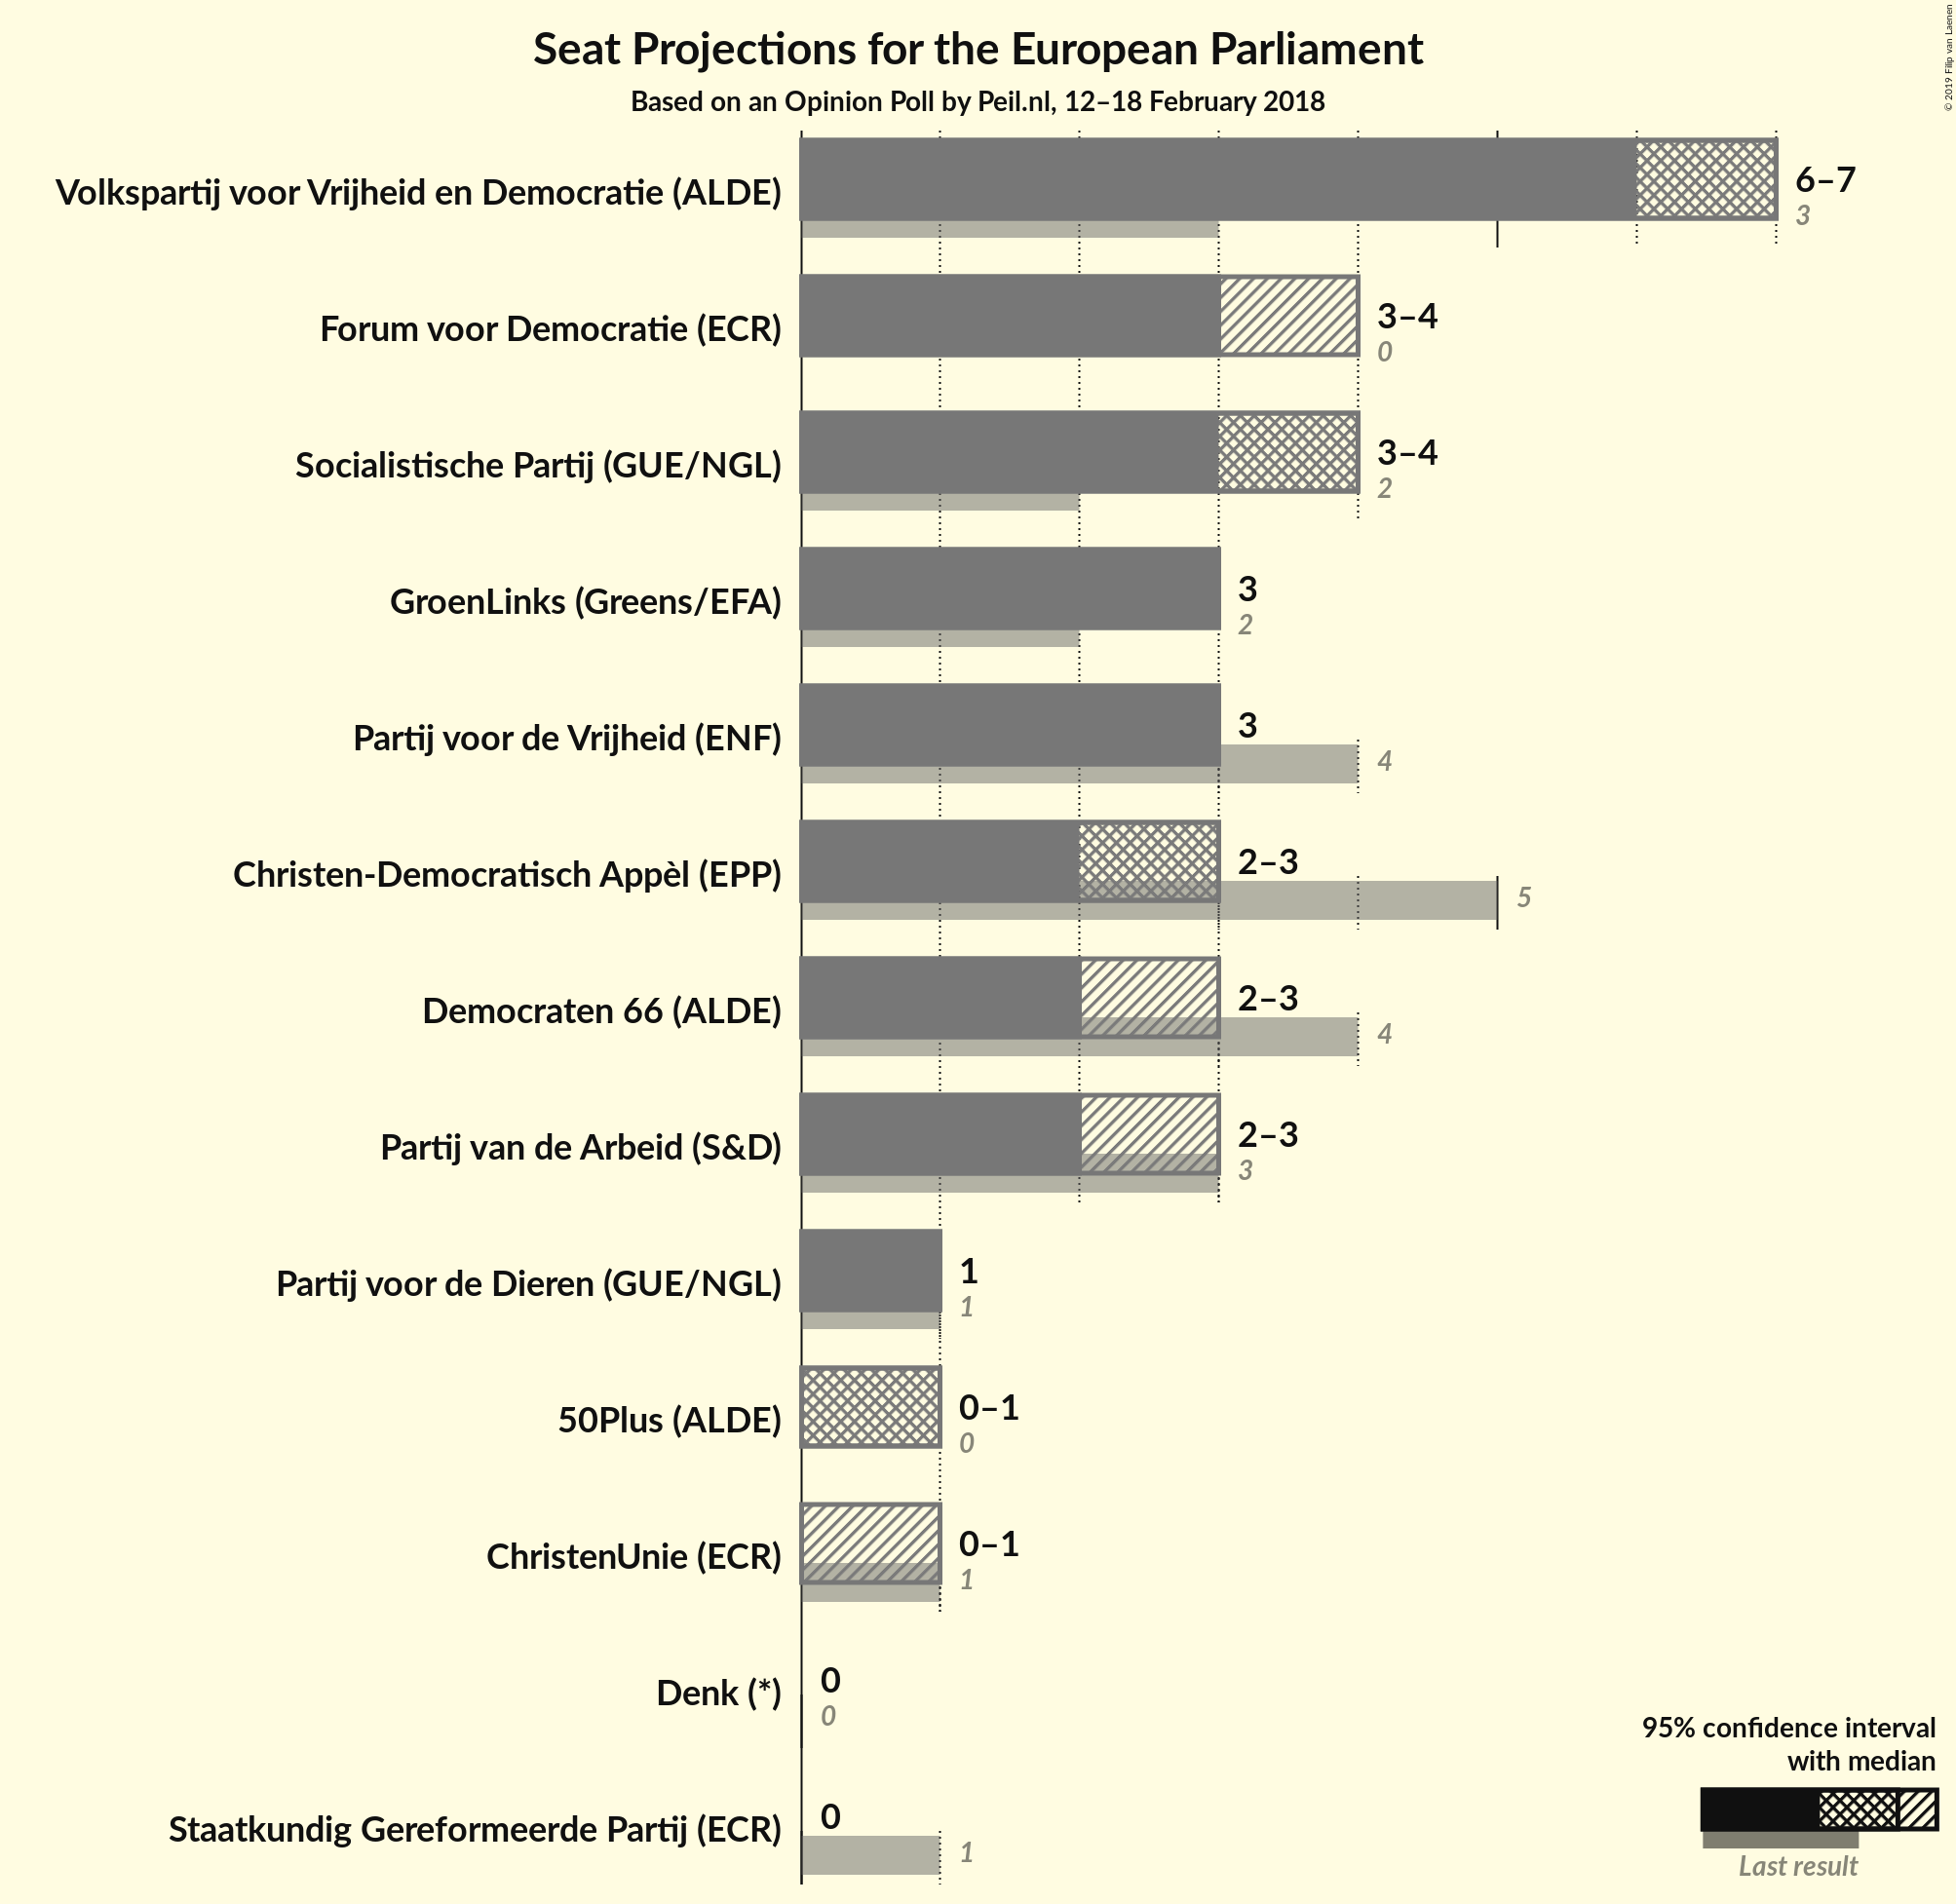 Seat Projections for the European Parliament
Based on an Opinion Poll by Peil.nl, 12–18 February 2018
© 2019 Filip van Laenen
Volkspartij voor Vrijheid en Democratie (ALDE)
6–7
3
Forum voor Democratie (ECR)
3–4
0
Socialistische Partij (GUE/NGL)
3–4
2
GroenLinks (Greens/EFA)
3
2
Partij voor de Vrijheid (ENF)
3
4
Christen-Democratisch Appèl (EPP)
2–3
5
Democraten 66 (ALDE)
2–3
4
Partij van de Arbeid (S&D)
2–3
3
Partij voor de Dieren (GUE/NGL)
1
1
50Plus (ALDE)
0–1
0
ChristenUnie (ECR)
0–1
1
Denk (*)
0
0
Staatkundig Gereformeerde Partij (ECR)
0
1
95% confidence interval
with median
Last result